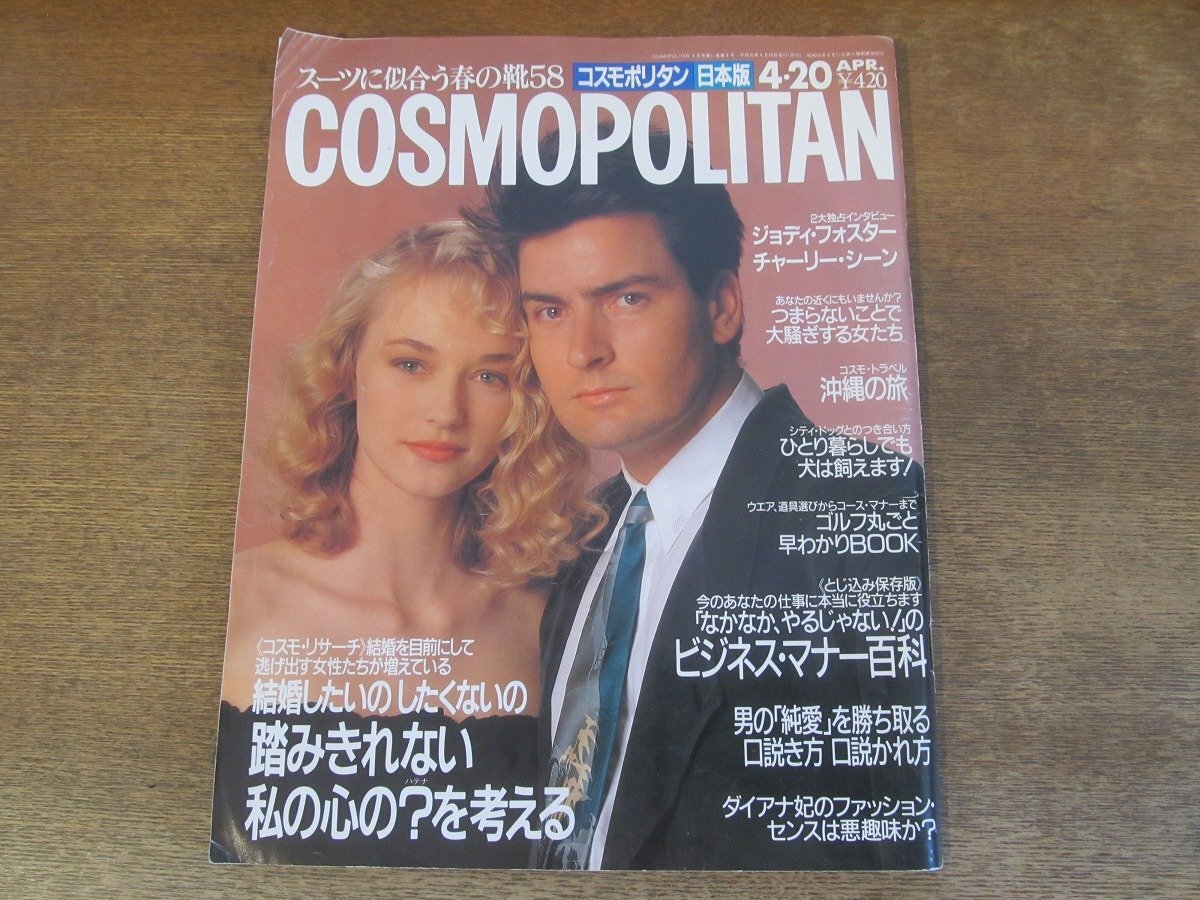 スーツに似合う春の靴58
コスモポリタン 日本版 4・20 APR.
¥420
COSMOPOLITAN
2大独占インタビュー
ジョディ・フォスター
チャーリー・シーン
あなたの近くにもいませんか?
つまらないことで
大騒ぎする女たち
コスモ・トラベル
沖縄の旅
シティ・ドッグとのつき合い方
ひとり暮らしでも
犬は飼えます!
ウエア、道具選びからコース・マナーまで
ゴルフ丸ごと
早わかりBOOK
《とじ込み保存版》
今のあなたの仕事に本当に役立ちます
「なかなか、やるじゃない!」の
ビジネス・マナー百科
男の「純愛」を勝ち取る
口説き方 口説かれ方
ダイアナ妃のファッション・
センスは悪趣味か?
《コスモ・リサーチ》結婚を目前にして
逃げ出す女性たちが増えている
結婚したいの したくないの
踏みきれない
ハテナ
私の心の?を考える